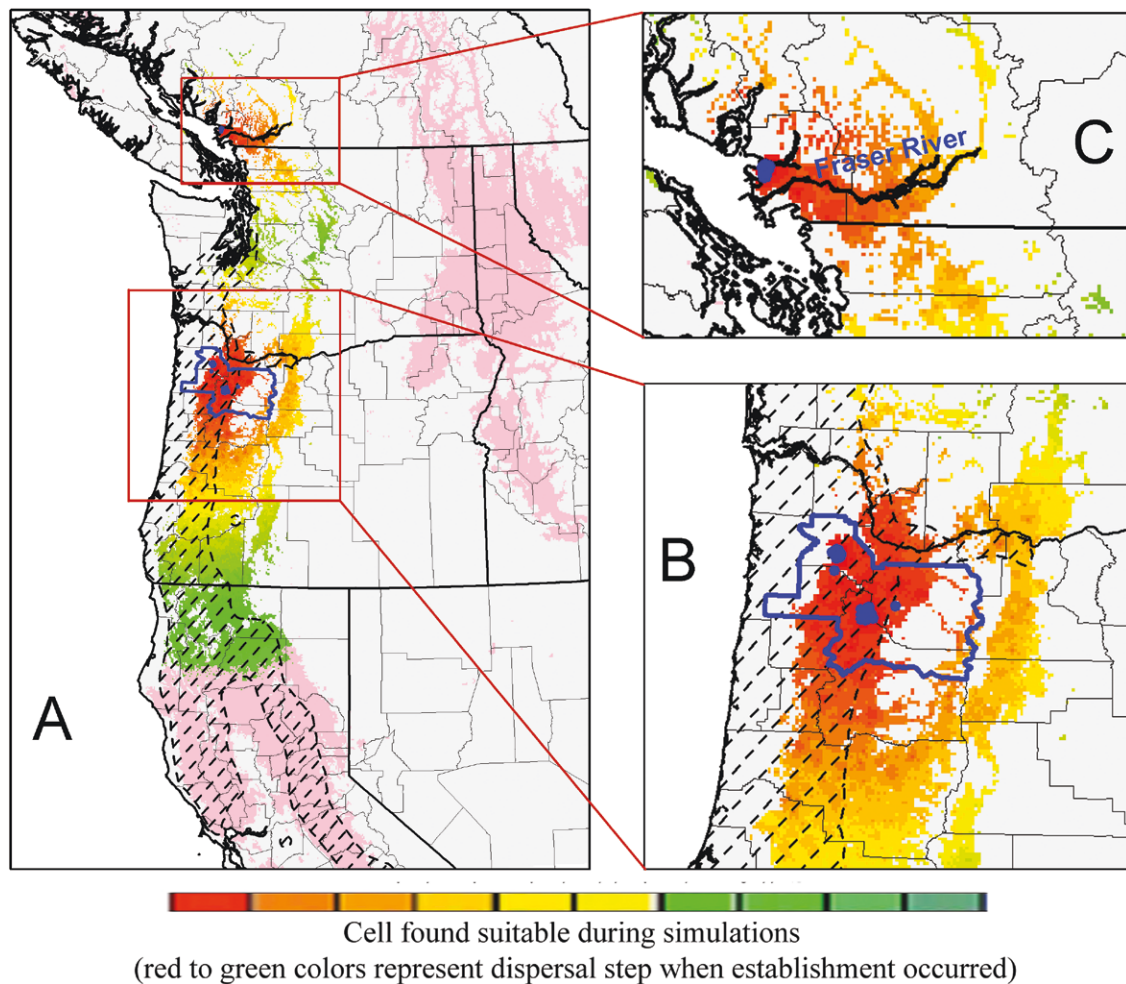 C
Fraser River
B
A
Cell found suitable during simulations
(red to green colors represent dispersal step when establishment occurred)